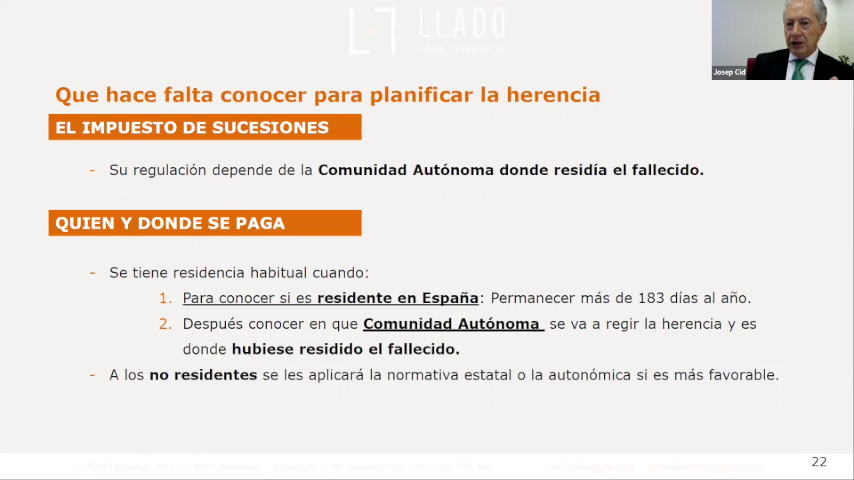 LLADO
Josep Cid
Que hace falta conocer para planificar la herencia
EL IMPUESTO DE SUCESIONES
- Su regulación depende de la Comunidad Autónoma donde residía el fallecido.
QUIEN Y DONDE SE PAGA
- Se tiene residencia habitual cuando:
1. Para conocer si es residente en España: Permanecer más de 183 días al año.
2. Después conocer en que Comunidad Autónoma se va a regir la herencia y es
donde hubiese residido el fallecido.
- A los no residentes se les aplicará la normativa estatal o la autonómica si es más favorable.
22